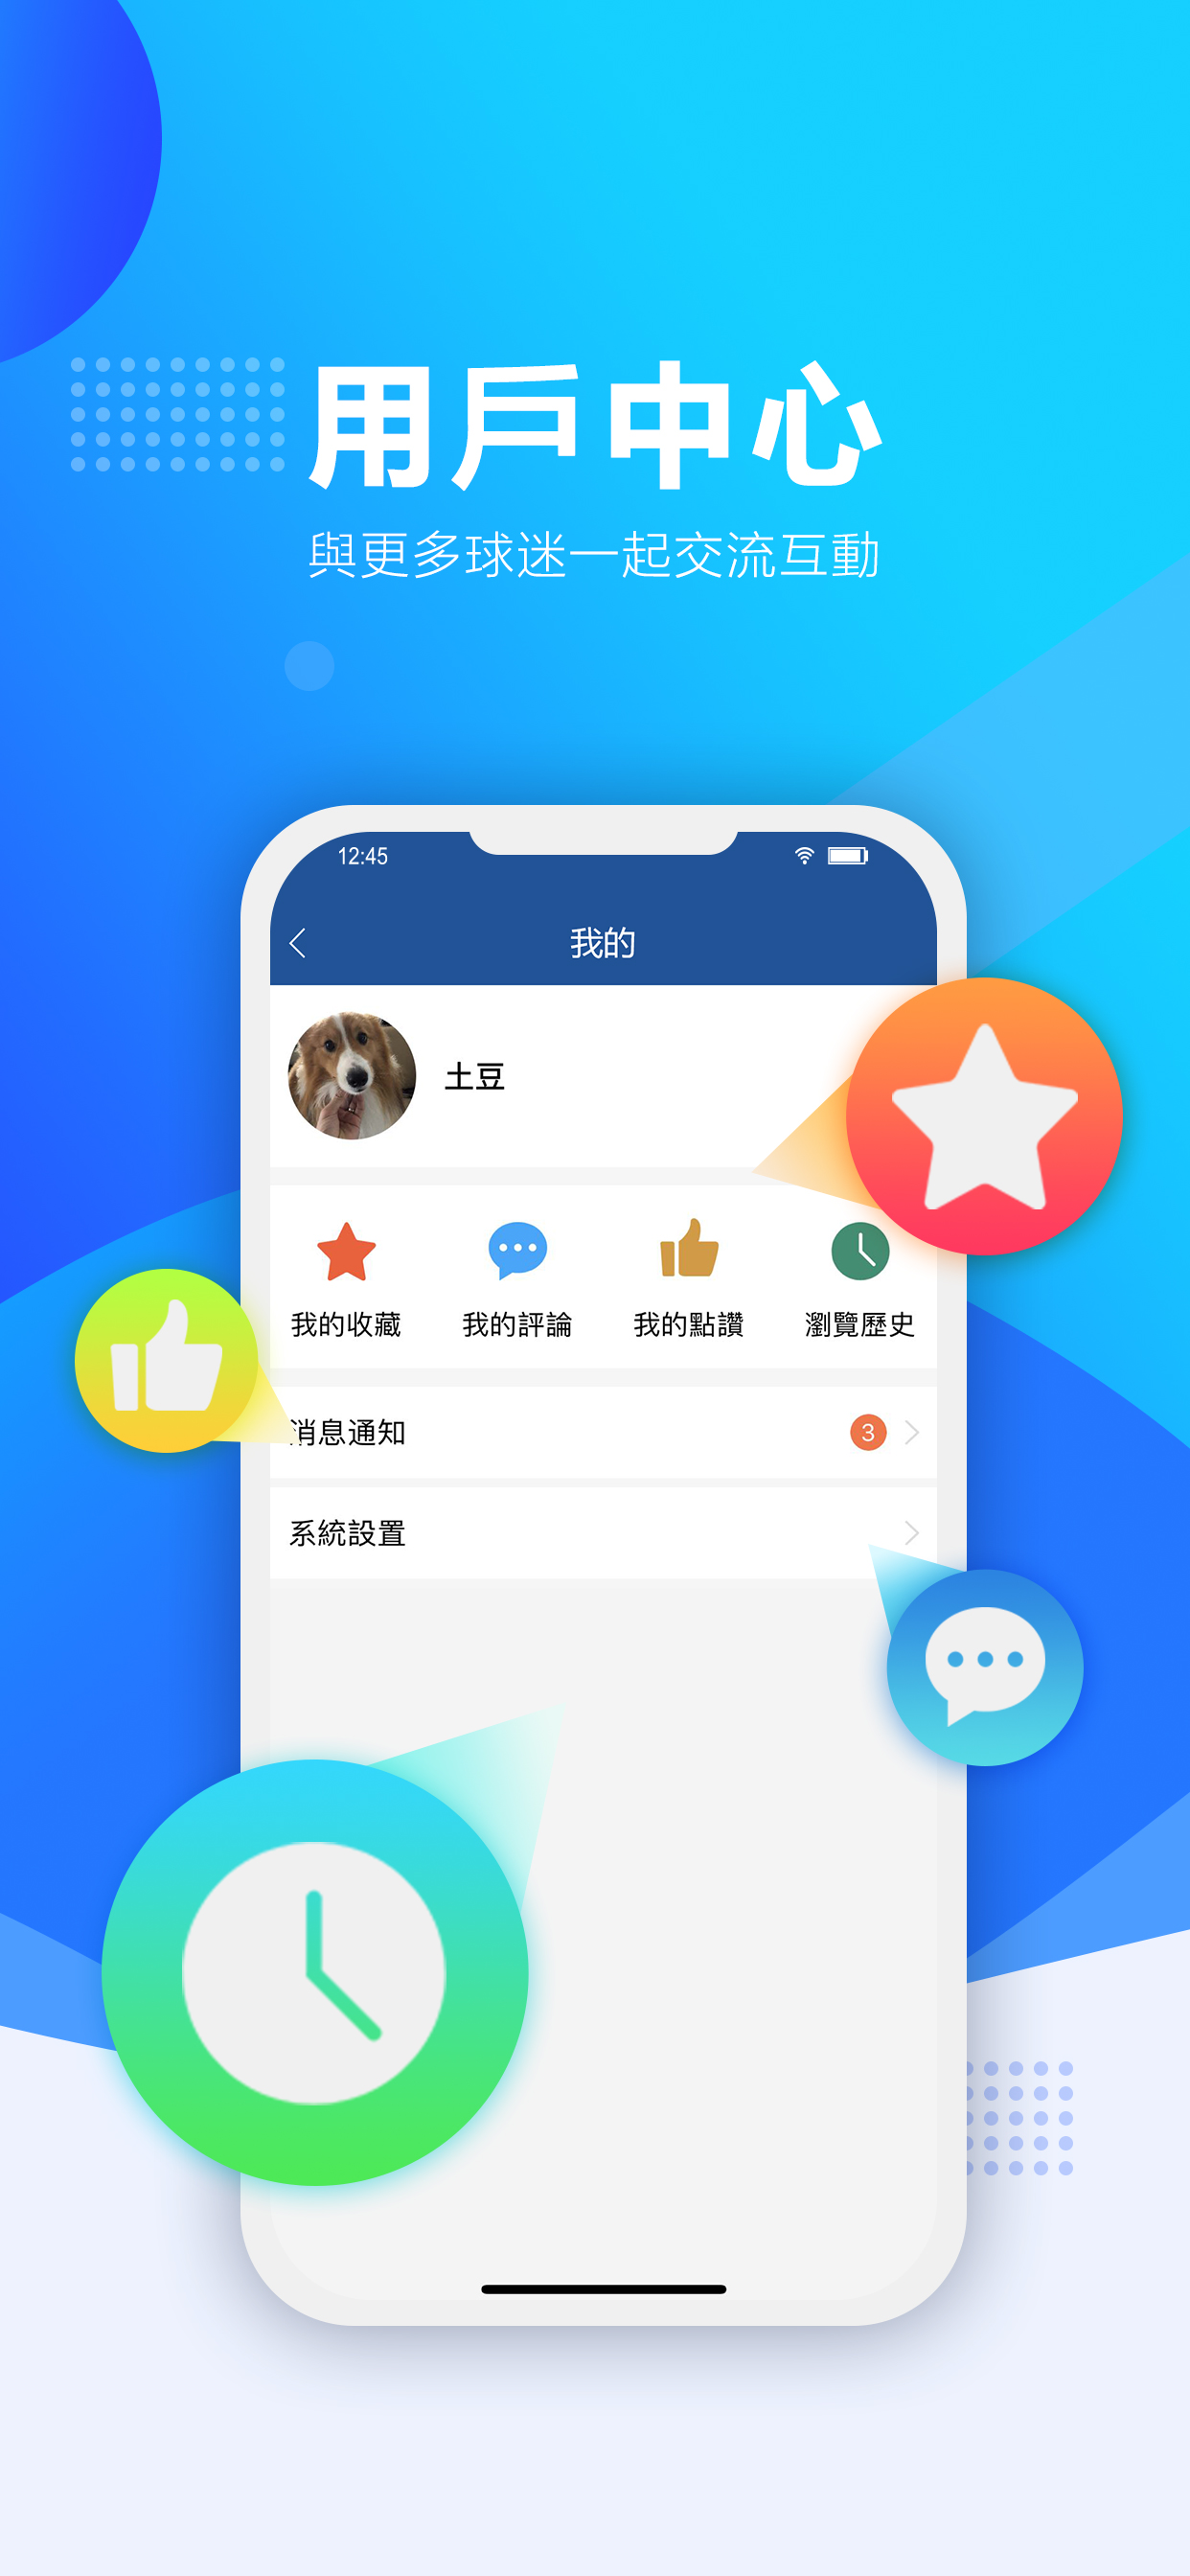 用戶中心
與更多球迷一起交流互動
12:45
我的
土豆
我的收藏 我的評論 我的點讚 瀏覽歷史
消息通知 3
系統設置